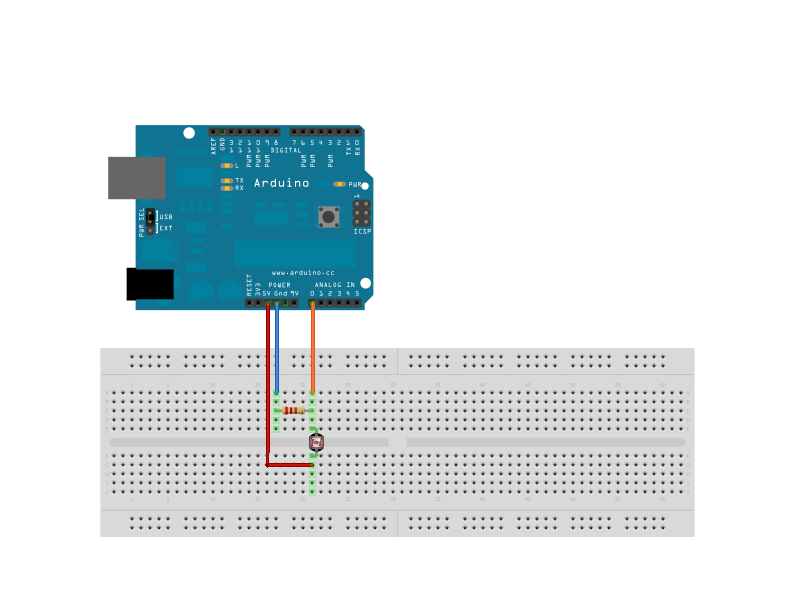 AREF
GND
13
12
11
10
9
8
7
6
5
4
3
2
1
0
PWM
PWM
PWM
PWM
PWM
PWM
TX
RX
DIGITAL
L
TX
RX
Arduino
PWR
1
ICSP
PWR SEL
USB
EXT
www.arduino.cc
POWER
ANALOG IN
RESET
3V3
5V Gnd 9V
0 1 2 3 4 5